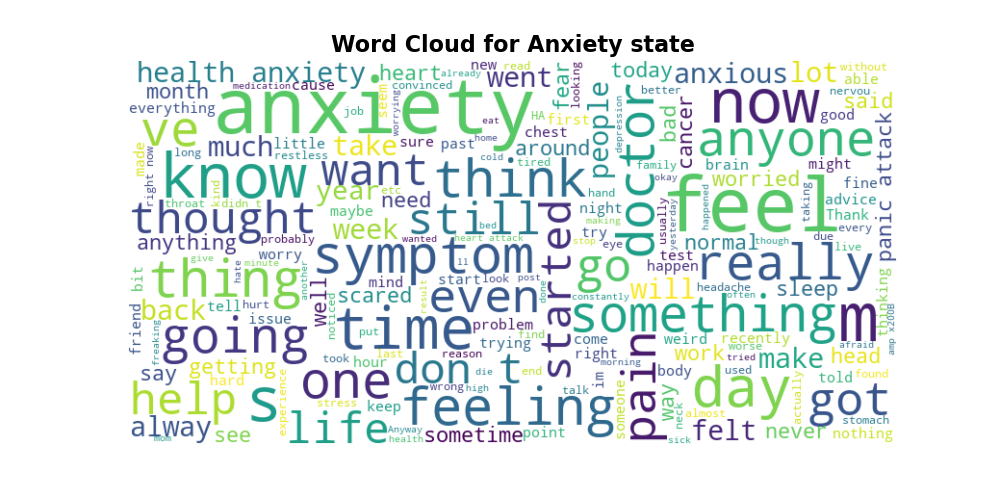 Word Cloud for Anxiety state
health anxiety
medication
cause
heart
already
new
read
went
fear
looking
people
today
anxious
lot
without
able
month
everything
anxiety
job
seem
worrying
convinced
HA
first
eat
better
depression
bad
cancer
now
nervou
said
good
ve
much
little
restless
take
sure
past
home
chest
around
doctor
family
okay
anyone
might
panic attack
made
right now
long
know
throat
kind
didn t
want
year
etc
maybe
need
think
cold
tired
hand
night
brain
worried
normal
feel
happened
yesterday
usually
taking
fine
advice
Thank
every
thought
anything
probably
worry
week
wanted
still
heart attack
bed
started
try
making
stop
eye
test
happen
though
due
live
bit
give
thing
minute
hate
another
symptom
mind
ll
start
look
post
go
constantly
will
headache
often
really
sleep
thinking
back
tell
hurt
issue
well
noticed
scared
result
even
done
something
m
amp x200B
friend
freaking
going
time
put
problem
trying
find
come
right
morning
weird
worse
recently
afraid
getting
say
hard
took
hour
last
reason
don t
die
end
im
pain
body
work
tried
used
make
head
told
found
actually
help
s
experience
one
stress
keep
wrong
high
feeling
talk
someone
way
neck
almost
day
got
stomach
alway
mom
see
life
Anyway
health
sometime
point
sick
felt
never
nothing